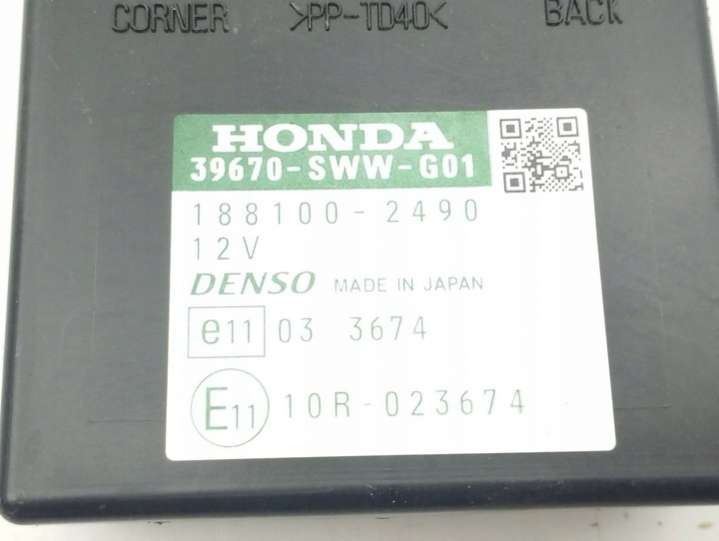 CORNER >PP-TD40< BACK
HONDA
39670-SWW-G01
188100-2490
12V
DENSO MADE IN JAPAN
e11 03 3674
E11 10R-023674